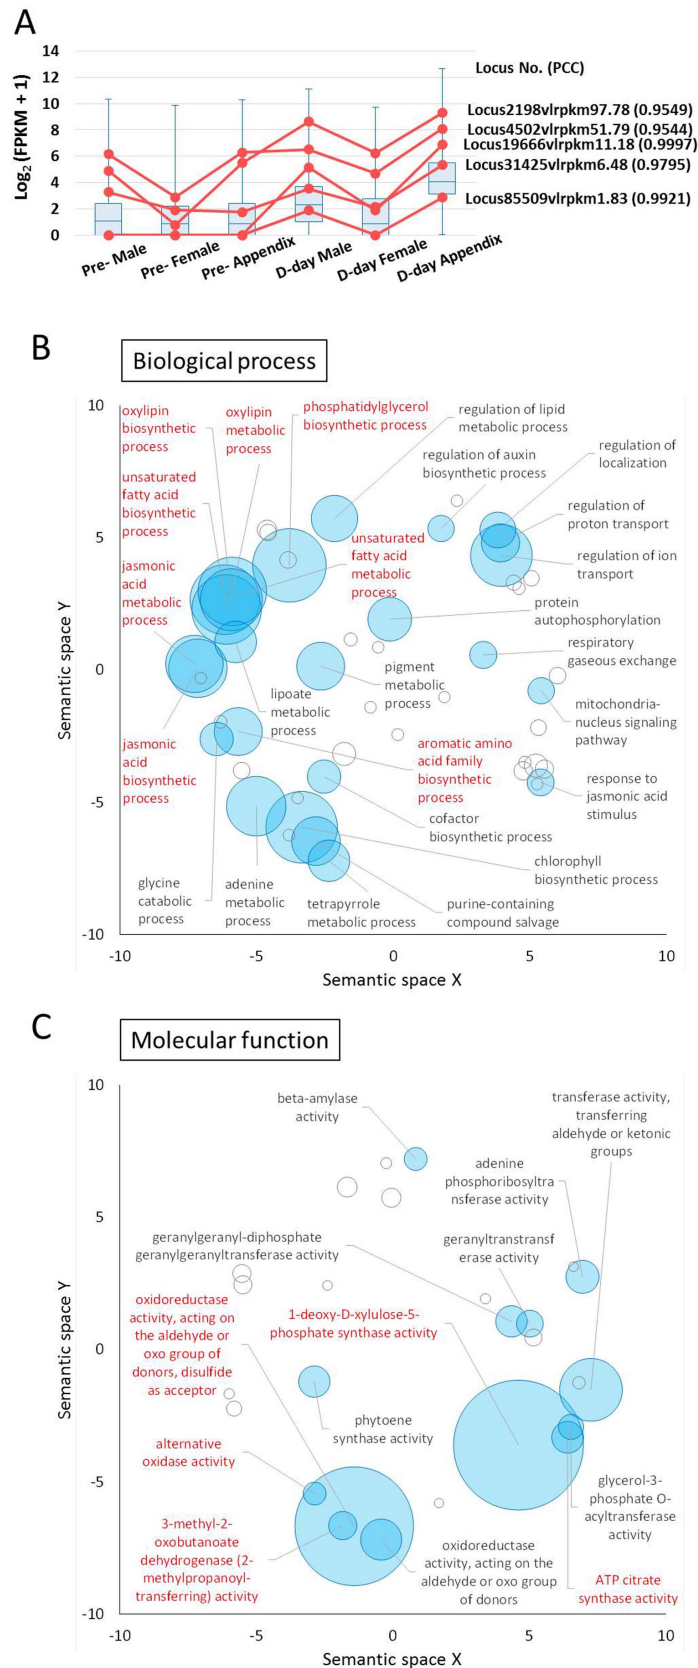 A
14
12
10
8
6
4
2
0
Log2 (FPKM + 1)
Locus No. (PCC)
Locus2198vlrpkm97.78 (0.9549)
Locus4502vlrpkm51.79 (0.9544)
Locus19666vlrpkm11.18 (0.9997)
Locus31425vlrpkm6.48 (0.9795)
Locus85509vlrpkm1.83 (0.9921)
Pre- Male
Pre- Female
Pre- Appendix
D-day Male
D-day Female
D-day Appendix
B
Biological process
10
5
0
-5
-10
Semantic space Y
oxylipin
biosynthetic
process
oxylipin
metabolic
process
phosphatidylglycerol
biosynthetic process
regulation of lipid
metabolic process
regulation of auxin
biosynthetic process
regulation of
localization
unsaturated
fatty acid
biosynthetic
process
regulation of
proton transport
unsaturated
fatty acid
metabolic
process
regulation of ion
transport
jasmonic
acid
metabolic
process
protein
autophosphorylation
respiratory
gaseous exchange
lipoate
metabolic
process
pigment
metabolic
process
mitochondria-
nucleus signaling
pathway
jasmonic
acid
biosynthetic
process
aromatic amino
acid family
biosynthetic
process
response to
jasmonic acid
stimulus
cofactor
biosynthetic process
chlorophyll
biosynthetic process
glycine
catabolic
process
adenine
metabolic
process
tetrapyrrole
metabolic process
purine-containing
compound salvage
-10
-5
0
5
10
Semantic space X
C
Molecular function
10
5
0
-5
-10
Semantic space Y
beta-amylase
activity
transferase activity,
transferring
aldehyde or ketonic
groups
adenine
phosphoribosyltra
nsferase activity
geranylgeranyl-diphosphate
geranylgeranyltransferase activity
geranyltranstransf
erase activity
oxidoreductase
activity, acting on
the aldehyde or
oxo group of
donors, disulfide
as acceptor
1-deoxy-D-xylulose-5-
phosphate synthase activity
phytoene
synthase activity
alternative
oxidase activity
glycerol-3-
phosphate O-
acyltransferase
activity
3-methyl-2-
oxobutanoate
dehydrogenase (2-
methylpropanoyl-
transferring) activity
oxidoreductase
activity, acting on the
aldehyde or oxo group
of donors
ATP citrate
synthase activity
-10
-5
0
5
10
Semantic space X